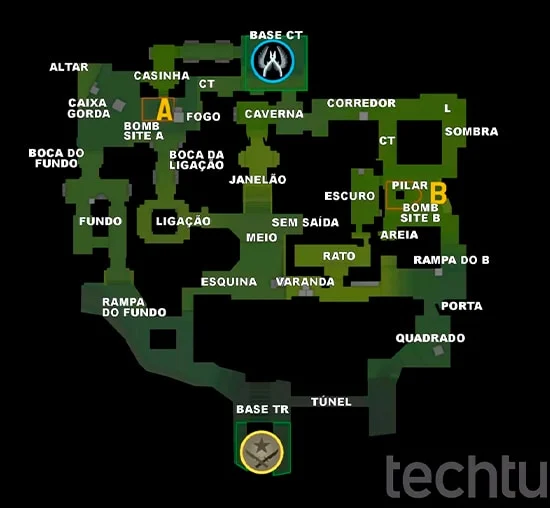 BASE CT
ALTAR
CASINHA
CT
CAIXA
GORDA
A
BOMB
SITE A
FOGO
CAVERNA
CORREDOR
L
SOMBRA
CT
BOCA DO
FUNDO
BOCA DA
LIGAÇÃO
JANELÃO
ESCURO
PILAR
B
BOMB
SITE B
FUNDO
LIGAÇÃO
SEM SAÍDA
MEIO
AREIA
RATO
RAMPA DO B
ESQUINA
VARANDA
RAMPA
DO FUNDO
PORTA
QUADRADO
BASE TR
TÚNEL
techtu